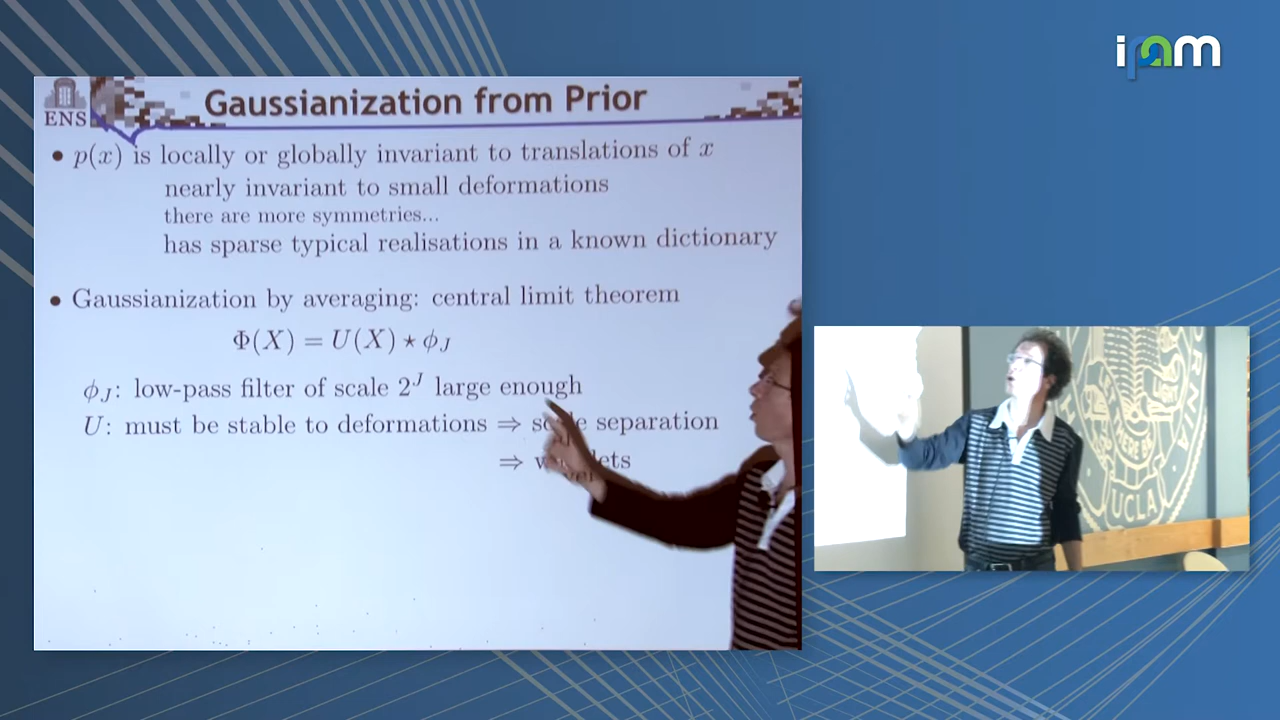 ipam
ENS
Gaussianization from Prior
• p(x) is locally or globally invariant to translations of x
nearly invariant to small deformations
there are more symmetries...
has sparse typical realisations in a known dictionary
• Gaussianization by averaging: central limit theorem
Φ(X) = U(X) ⋆ ϕ_J
ϕ_J: low-pass filter of scale 2^J large enough
U: must be stable to deformations ⇒ separation
⇒
UCLA